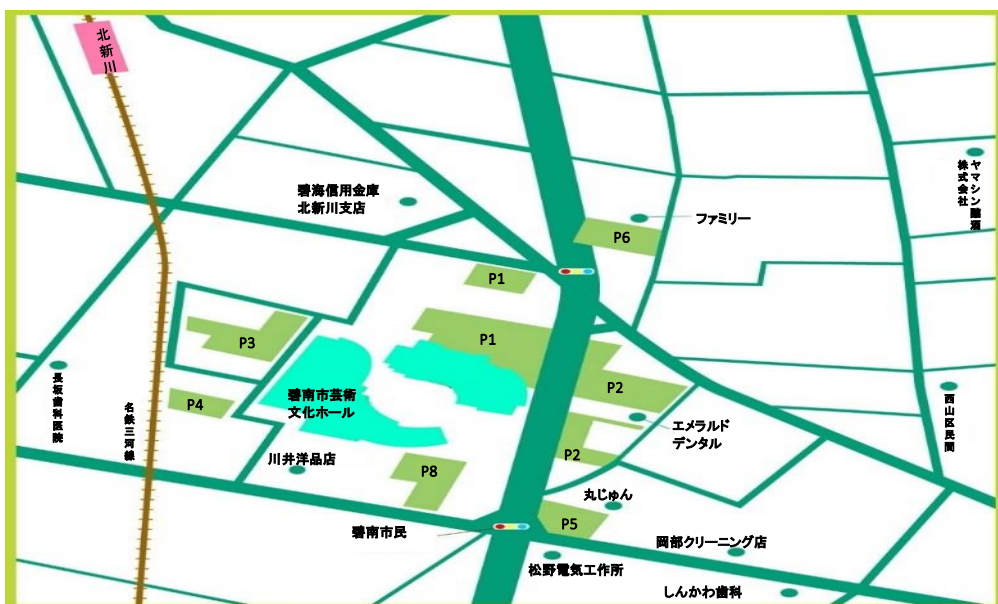 北新川
碧海信用金庫
北新川支店
ヤマシン醸酒
株式会社
ファミリー
P6
P1
P1
P3
P2
P4
碧南市芸術
文化ホール
長坂歯科医院
名鉄三河線
西山区民間
エメラルド
デンタル
P2
川井洋品店
P8
丸じゅん
P5
碧南市民
岡部クリーニング店
松野電気工作所
しんかわ歯科